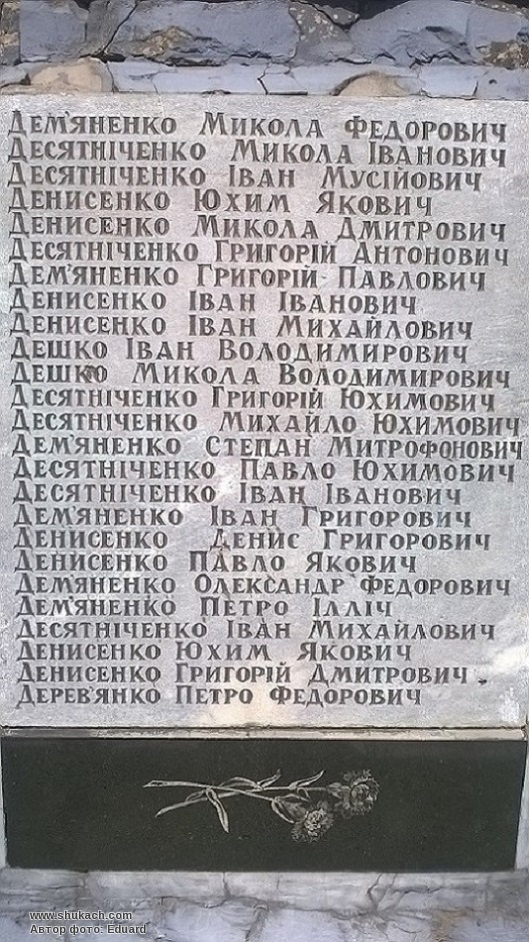 ДЕМ'ЯНЕНКО МИКОЛА ФЕДОРОВИЧ
ДЕСЯТНІЧЕНКО МИКОЛА ІВАНОВИЧ
ДЕСЯТНІЧЕНКО ІВАН МУСІЙОВИЧ
ДЕНИСЕНКО ЮХИМ ЯКОВИЧ
ДЕНИСЕНКО МИКОЛА ДМИТРОВИЧ
ДЕСЯТНІЧЕНКО ГРИГОРІЙ АНТОНОВИЧ
ДЕМ'ЯНЕНКО ГРИГОРІЙ ПАВЛОВИЧ
ДЕНИСЕНКО ІВАН ІВАНОВИЧ
ДЕНИСЕНКО ІВАН МИХАЙЛОВИЧ
ДЕШКО ІВАН ВОЛОДИМИРОВИЧ
ДЕШКО МИКОЛА ВОЛОДИМИРОВИЧ
ДЕСЯТНІЧЕНКО ГРИГОРІЙ ЮХИМОВИЧ
ДЕСЯТНІЧЕНКО МИХАЙЛО ЮХИМОВИЧ
ДЕМ'ЯНЕНКО СТЕПАН МИТРОФОНОВИЧ
ДЕСЯТНІЧЕНКО ПАВЛО ЮХИМОВИЧ
ДЕСЯТНІЧЕНКО ІВАН ІВАНОВИЧ
ДЕМ'ЯНЕНКО ІВАН ГРИГОРОВИЧ
ДЕНИСЕНКО ДЕНИС ГРИГОРОВИЧ
ДЕНИСЕНКО ПАВЛО ЯКОВИЧ
ДЕМ'ЯНЕНКО ОЛЕКСАНДР ФЕДОРОВИЧ
ДЕМ'ЯНЕНКО ПЕТРО ІЛЛІЧ
ДЕСЯТНІЧЕНКО ІВАН МИХАЙЛОВИЧ
ДЕНИСЕНКО ЮХИМ ЯКОВИЧ
ДЕНИСЕНКО ГРИГОРІЙ ДМИТРОВИЧ
ДЕРЕВ'ЯНКО ПЕТРО ФЕДОРОВИЧ
www.shukach.com
Автор фото: Eduard